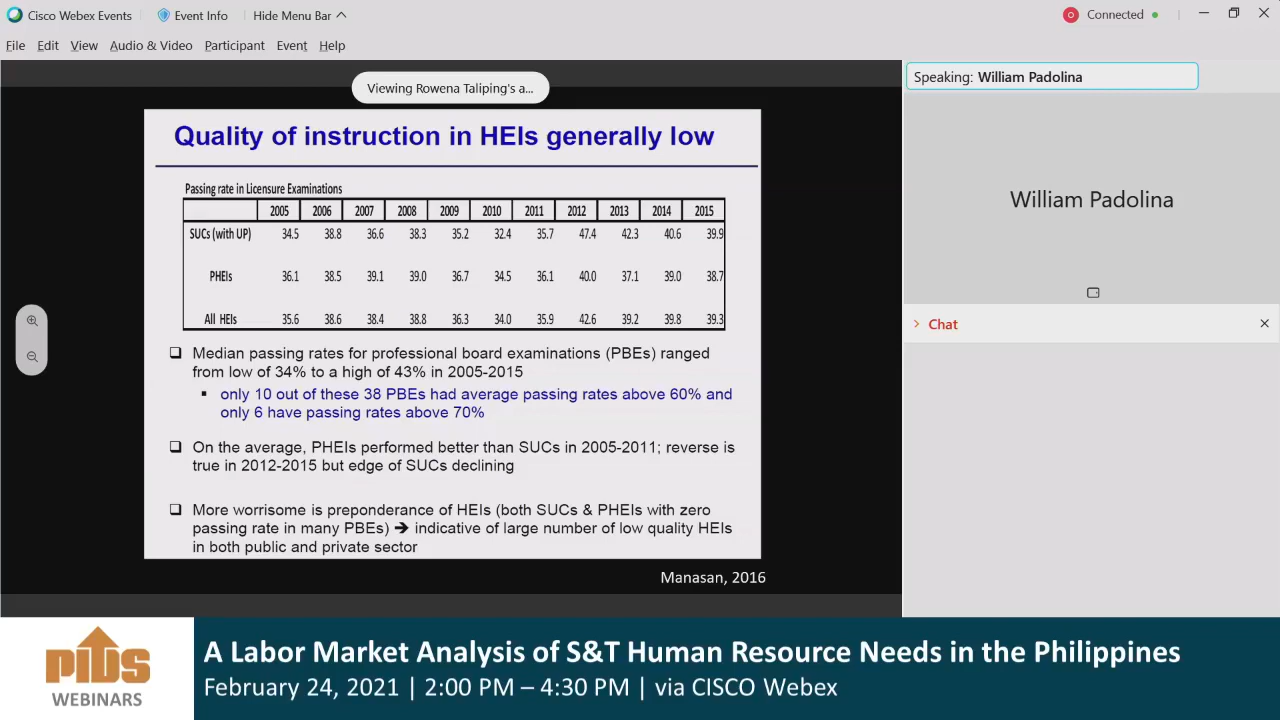 Cisco Webex Events
Event Info
Hide Menu Bar
Connected
File Edit View Audio & Video Participant Event Help
Viewing Rowena Taliping's a...
Speaking: William Padolina
William Padolina
Chat
Quality of instruction in HEIs generally low
Passing rate in Licensure Examinations
2005 2006 2007 2008 2009 2010 2011 2012 2013 2014 2015
SUCs (with UP) 34.5 38.8 36.6 38.3 35.2 32.4 35.7 47.4 42.3 40.6 39.9
PHEIs 36.1 38.5 39.1 39.0 36.7 34.5 36.1 40.0 37.1 39.0 38.7
All HEIs 35.6 38.6 38.4 38.8 36.3 34.0 35.9 42.6 39.2 39.8 39.3
❑ Median passing rates for professional board examinations (PBEs) ranged
from low of 34% to a high of 43% in 2005-2015
▪ only 10 out of these 38 PBEs had average passing rates above 60% and
only 6 have passing rates above 70%
❑ On the average, PHEIs performed better than SUCs in 2005-2011; reverse is
true in 2012-2015 but edge of SUCs declining
❑ More worrisome is preponderance of HEIs (both SUCs & PHEIs with zero
passing rate in many PBEs) ➔ indicative of large number of low quality HEIs
in both public and private sector
Manasan, 2016
pids
WEBINARS
A Labor Market Analysis of S&T Human Resource Needs in the Philippines
February 24, 2021 | 2:00 PM – 4:30 PM | via CISCO Webex